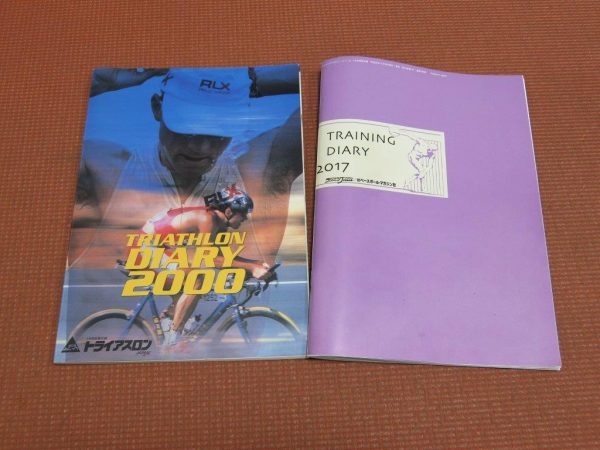 RLX
TRIATHLON
DIARY
2000
トライアスロン
TRAINING
DIARY
2017
ベースボール・マガジン社